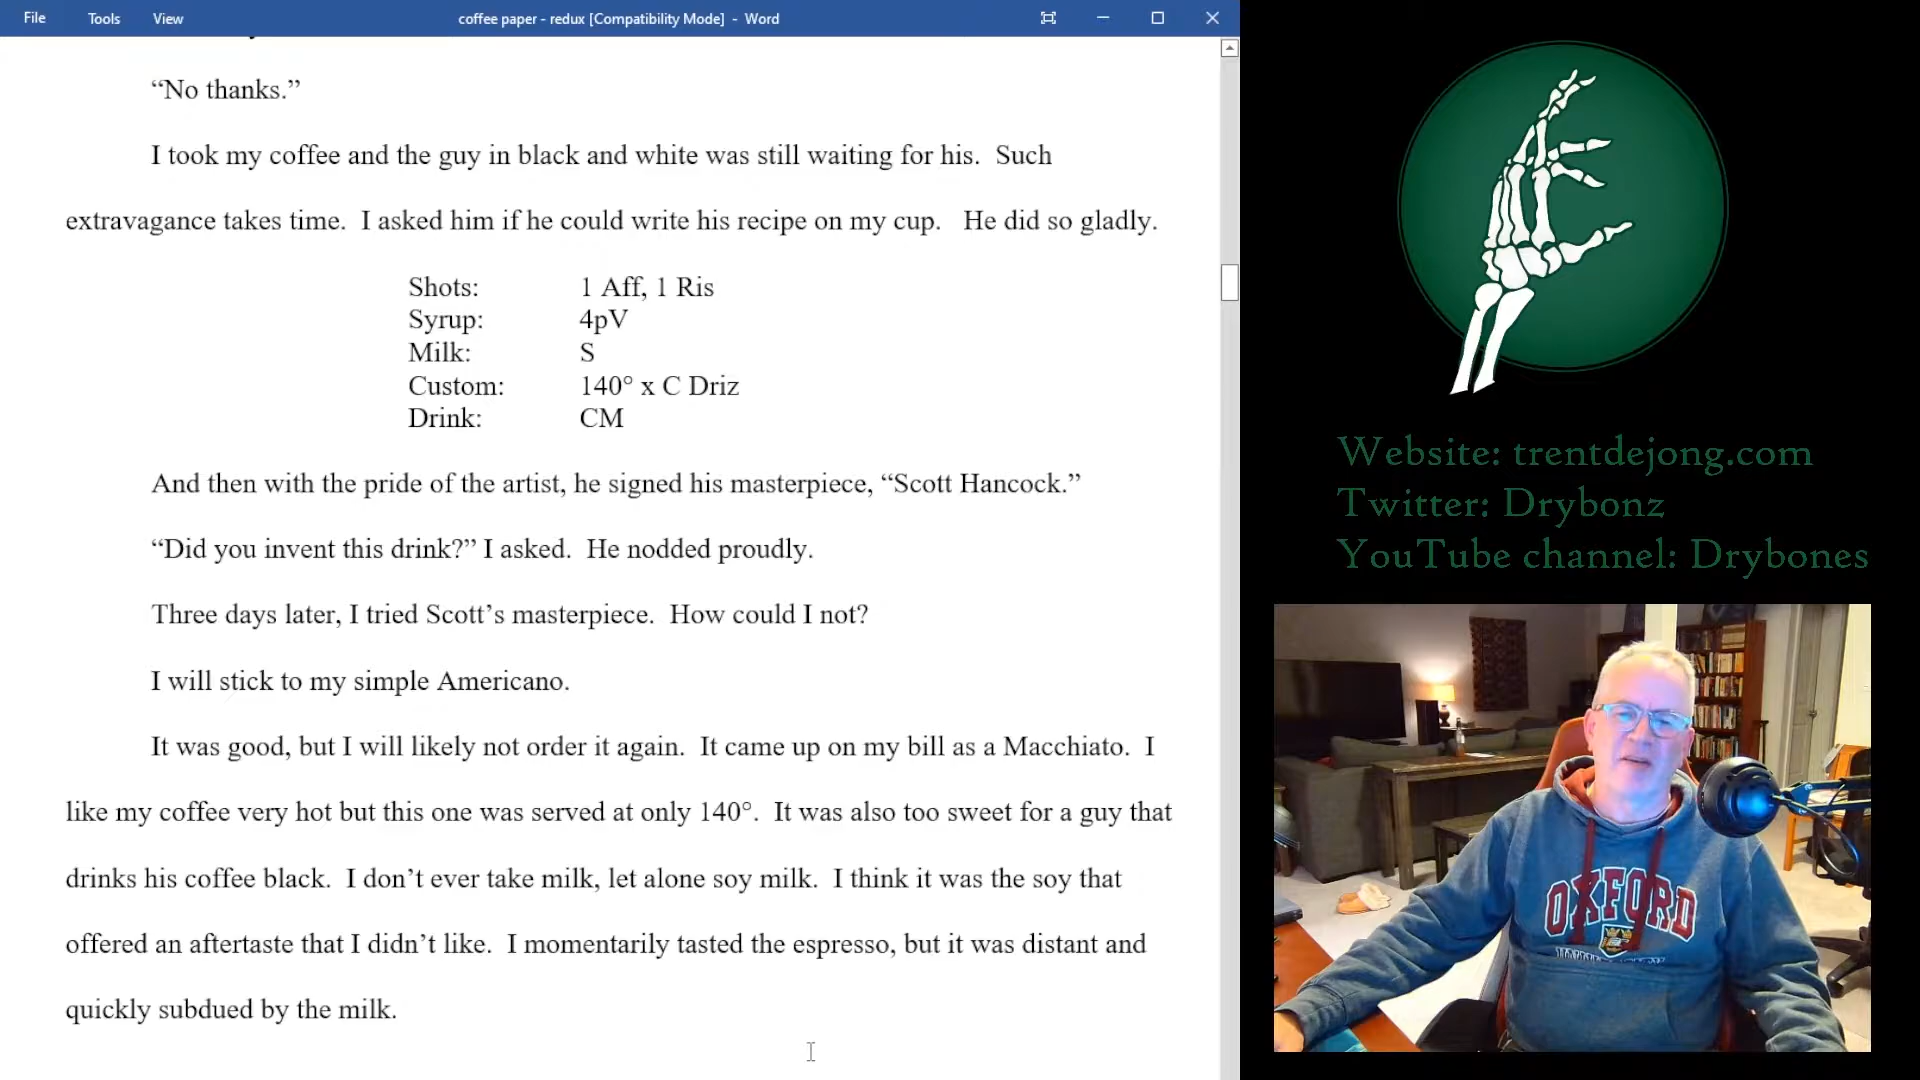 File Tools View coffee paper - redux [Compatibility Mode] - Word
“No thanks.”
I took my coffee and the guy in black and white was still waiting for his. Such
extravagance takes time. I asked him if he could write his recipe on my cup. He did so gladly.
Shots: 1 Aff, 1 Ris
Syrup: 4pV
Milk: S
Custom: 140° x C Driz
Drink: CM
And then with the pride of the artist, he signed his masterpiece, “Scott Hancock.”
“Did you invent this drink?” I asked. He nodded proudly.
Three days later, I tried Scott’s masterpiece. How could I not?
I will stick to my simple Americano.
It was good, but I will likely not order it again. It came up on my bill as a Macchiato. I
like my coffee very hot but this one was served at only 140°. It was also too sweet for a guy that
drinks his coffee black. I don’t ever take milk, let alone soy milk. I think it was the soy that
offered an aftertaste that I didn’t like. I momentarily tasted the espresso, but it was distant and
quickly subdued by the milk.
Website: trentdejong.com
Twitter: Drybonz
YouTube channel: Drybones
OXFORD